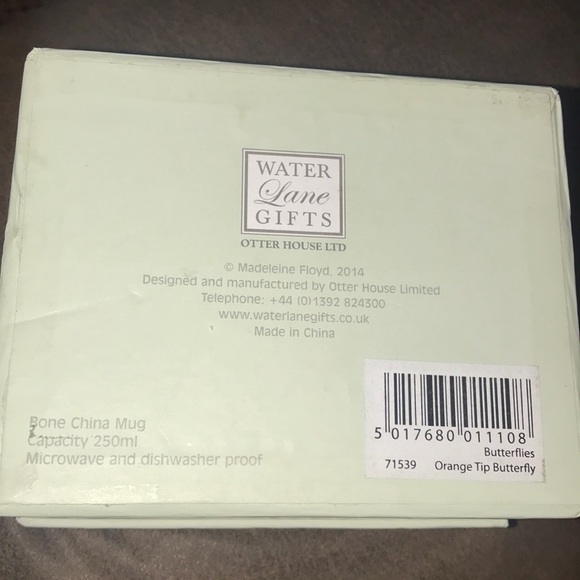 WATER
Lane
GIFTS
OTTER HOUSE LTD
© Madeleine Floyd, 2014
Designed and manufactured by Otter House Limited
Telephone: +44 (0)1392 824300
www.waterlanegifts.co.uk
Made in China
Bone China Mug
Capacity 250ml
Microwave and dishwasher proof
5 017680 011108
Butterflies
71539 Orange Tip Butterfly